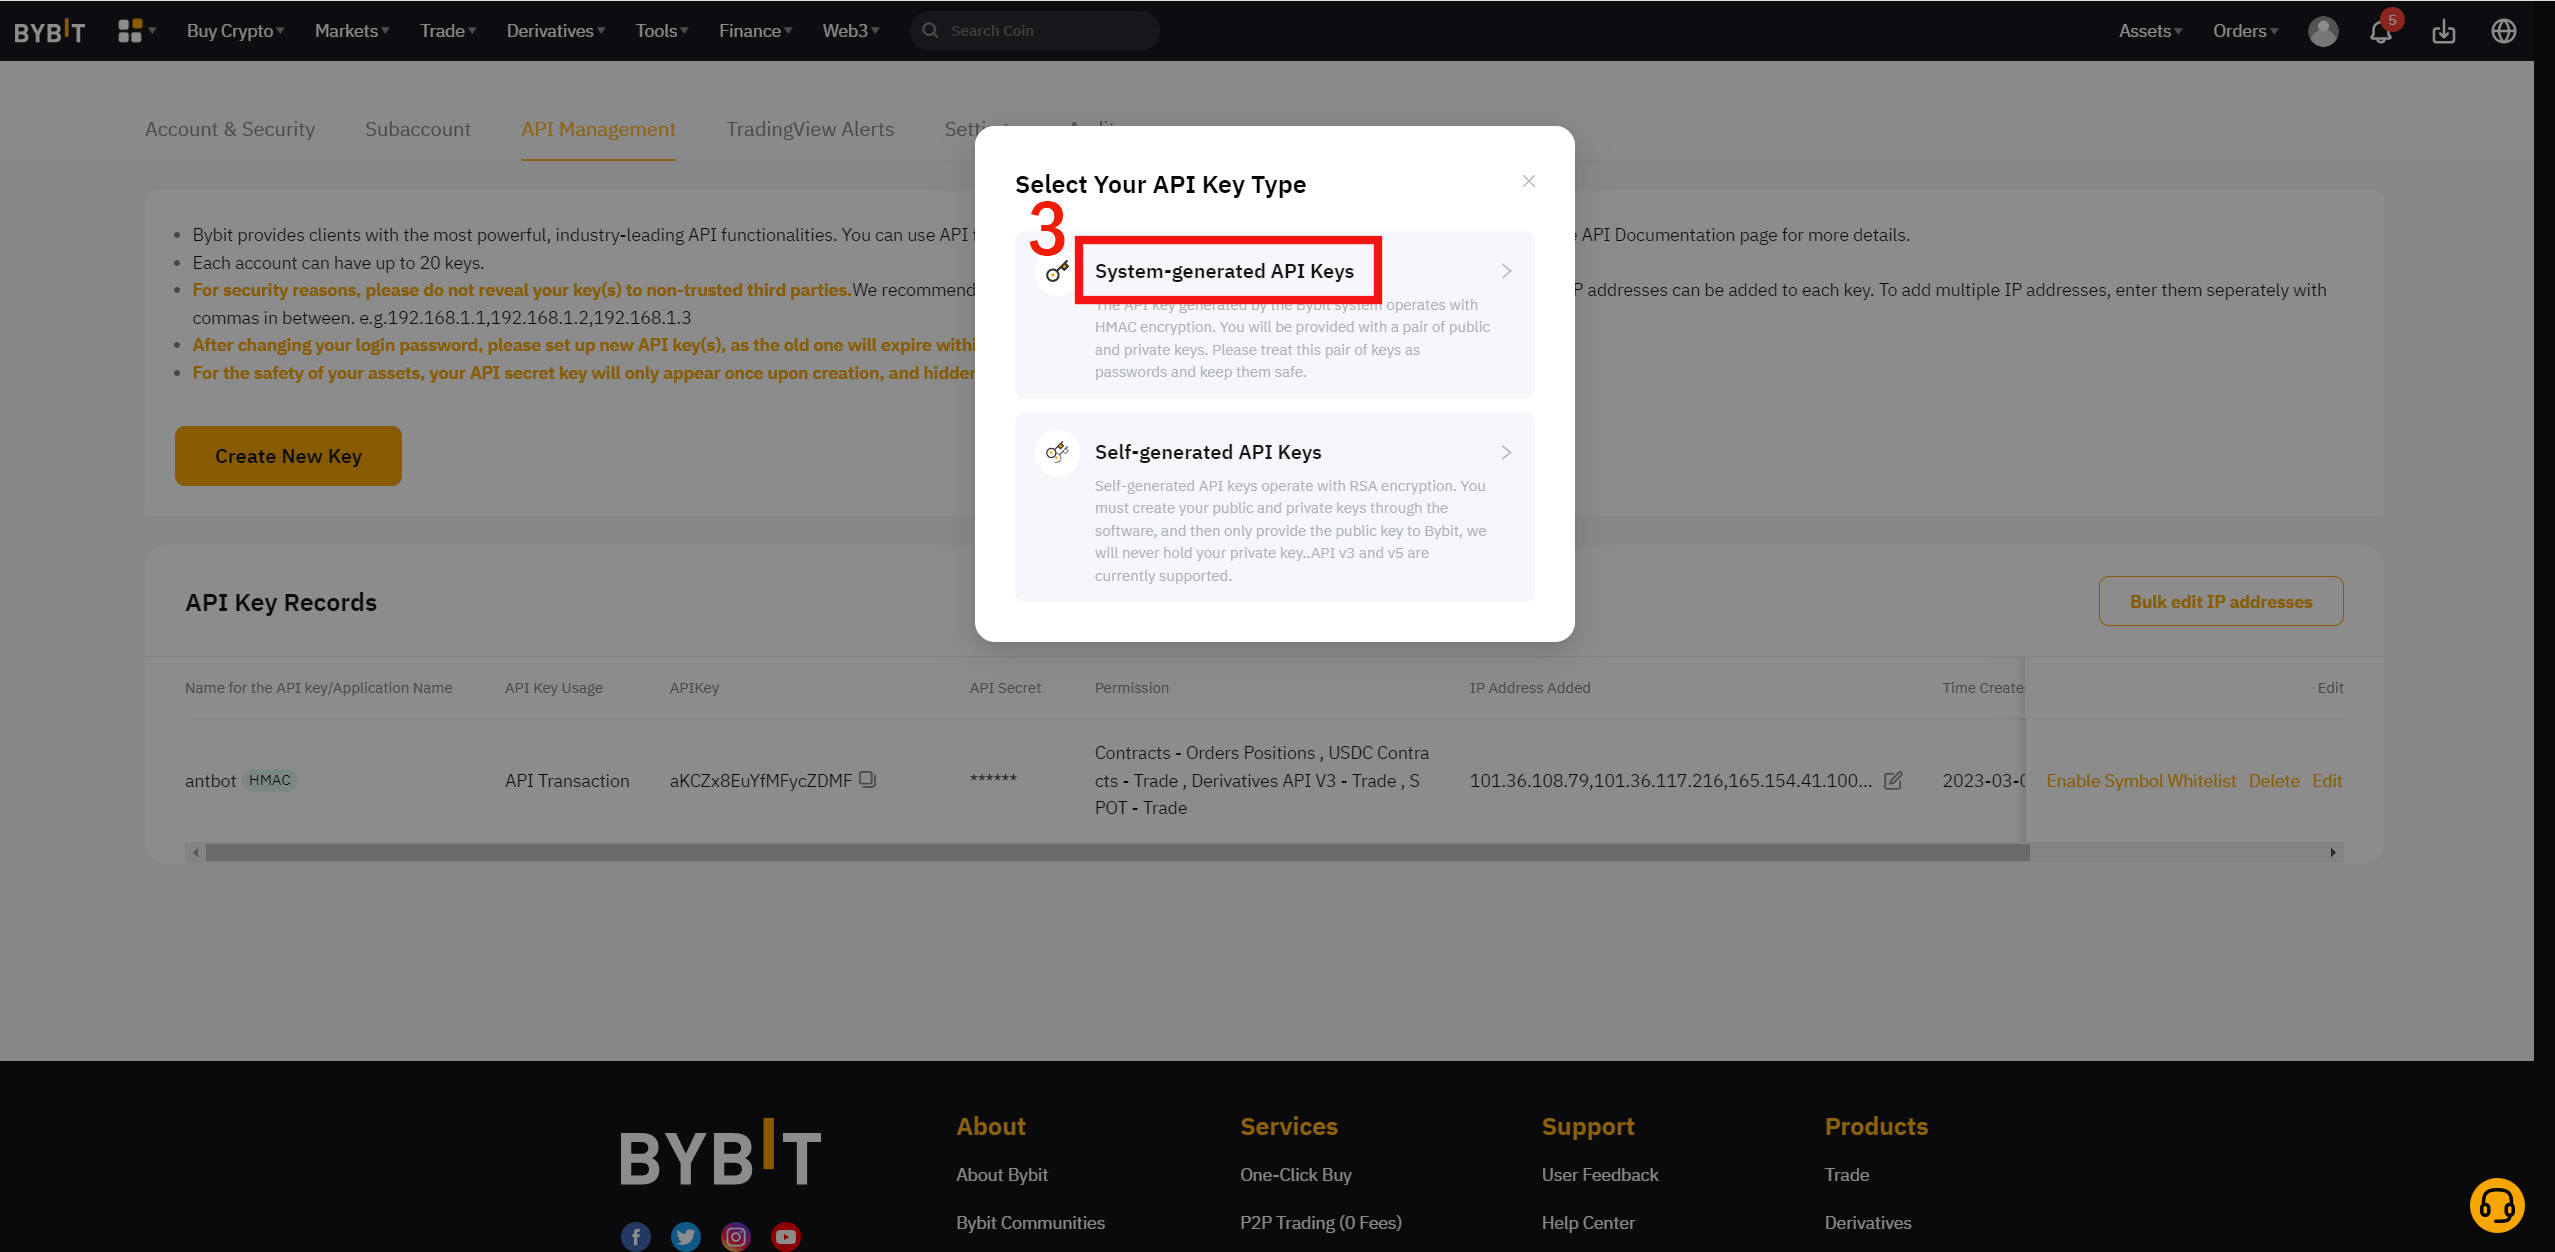 BYBIT Buy Crypto Markets Trade Derivatives Tools Finance Web3 Search Coin Assets Orders 5
Account & Security Subaccount API Management TradingView Alerts
Select Your API Key Type
3
System-generated API Keys
The API key generated by the Bybit system operates with
HMAC encryption. You will be provided with a pair of public
and private keys. Please treat this pair of keys as
passwords and keep them safe.
Self-generated API Keys
Self-generated API keys operate with RSA encryption. You
must create your public and private keys through the
software, and then only provide the public key to Bybit, we
will never hold your private key..API v3 and v5 are
currently supported.
Bybit provides clients with the most powerful, industry-leading API functionalities. You can use API API Documentation page for more details.
Each account can have up to 20 keys.
For security reasons, please do not reveal your key(s) to non-trusted third parties.We recommend P addresses can be added to each key. To add multiple IP addresses, enter them seperately with
commas in between. e.g.192.168.1.1,192.168.1.2,192.168.1.3
After changing your login password, please set up new API key(s), as the old one will expire withi
For the safety of your assets, your API secret key will only appear once upon creation, and hidden
Create New Key
API Key Records
Bulk edit IP addresses
Name for the API key/Application Name API Key Usage APIKey API Secret Permission IP Address Added Time Create Edit
Contracts - Orders Positions , USDC Contra
antbot HMAC API Transaction aKCZx8EuYfMFycZDMF ****** cts - Trade , Derivatives API V3 - Trade , S 101.36.108.79,101.36.117.216,165.154.41.100... 2023-03- Enable Symbol Whitelist Delete Edit
POT - Trade
BYBIT
About Services Support Products
About Bybit One-Click Buy User Feedback Trade
Bybit Communities P2P Trading (0 Fees) Help Center Derivatives